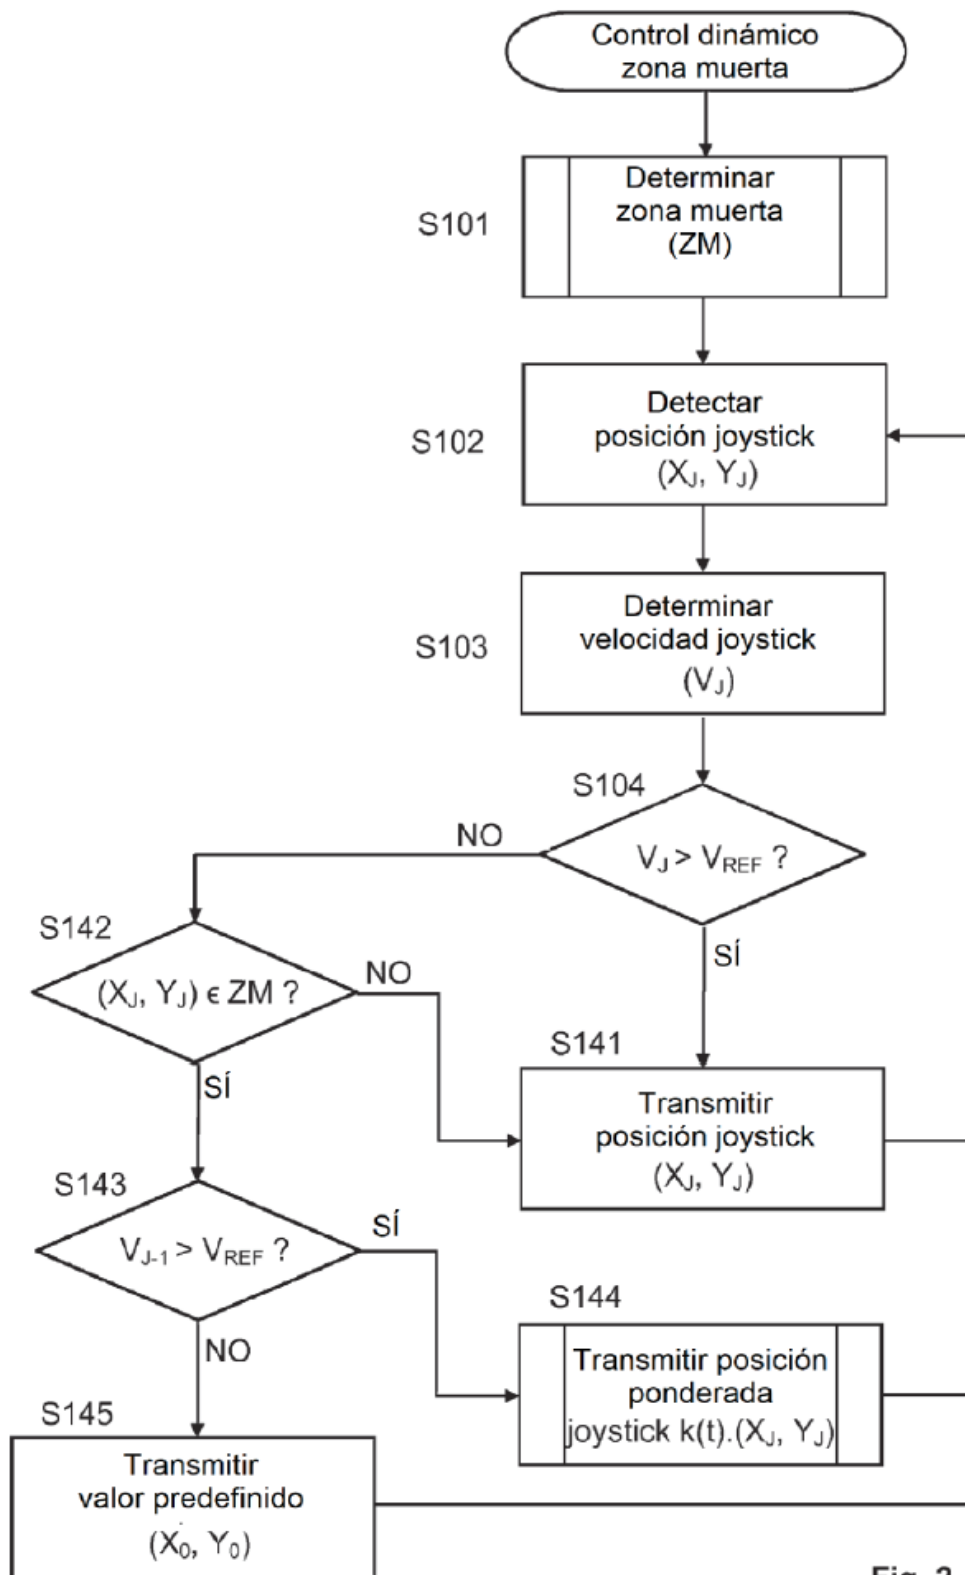 Control dinámico
zona muerta
S101
Determinar
zona muerta
(ZM)
S102
Detectar
posición joystick
(XJ, YJ)
S103
Determinar
velocidad joystick
(VJ)
S104
VJ > VREF ?
NO
SÍ
S142
(XJ, YJ) ϵ ZM ?
NO
SÍ
S141
Transmitir
posición joystick
(XJ, YJ)
S143
VJ-1 > VREF ?
SÍ
NO
S144
Transmitir posición
ponderada
joystick k(t).(XJ, YJ)
S145
Transmitir
valor predefinido
(X0, Y0)